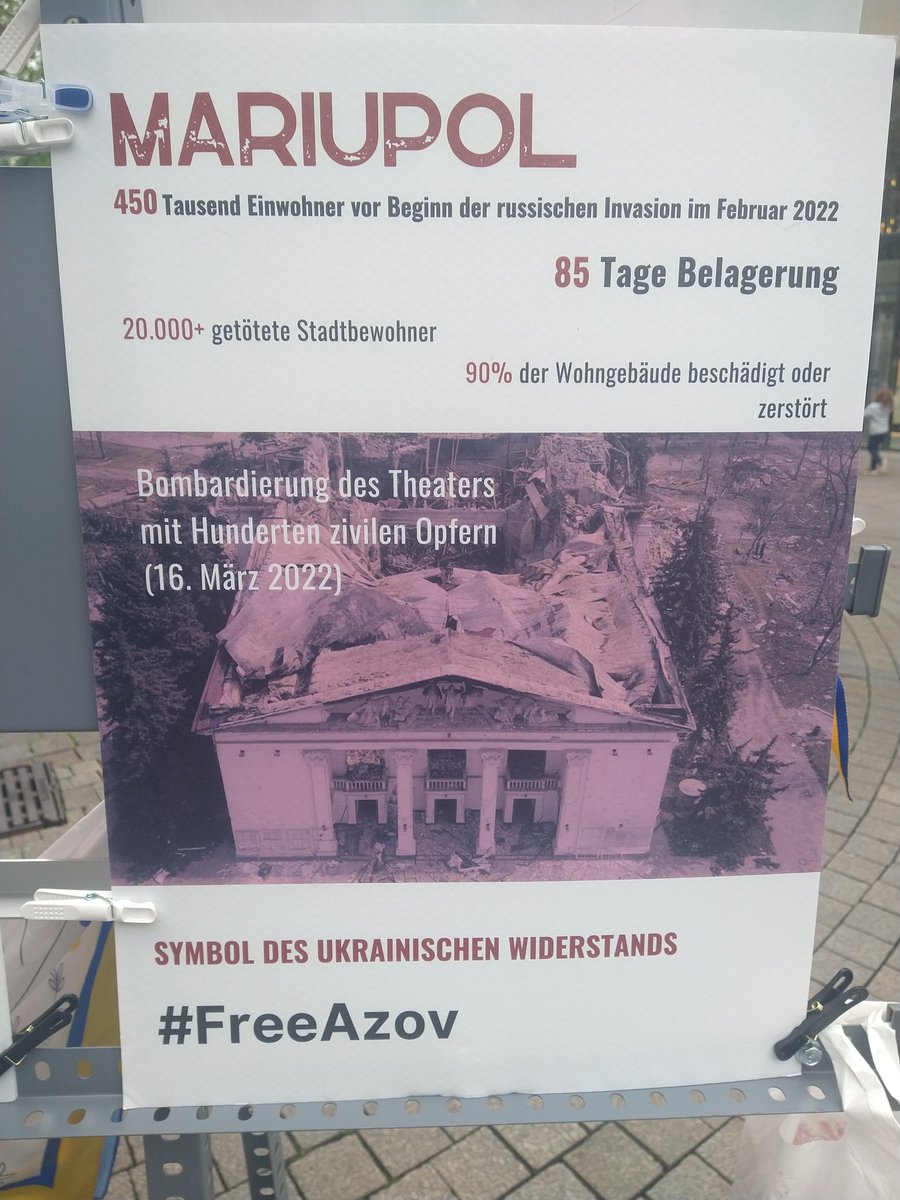 MARIUPOL
450 Tausend Einwohner vor Beginn der russischen Invasion im Februar 2022
85 Tage Belagerung
20.000+ getötete Stadtbewohner
90% der Wohngebäude beschädigt oder
zerstört
Bombardierung des Theaters
mit Hunderten zivilen Opfern
(16. März 2022)
SYMBOL DES UKRAINISCHEN WIDERSTANDS
#FreeAzov